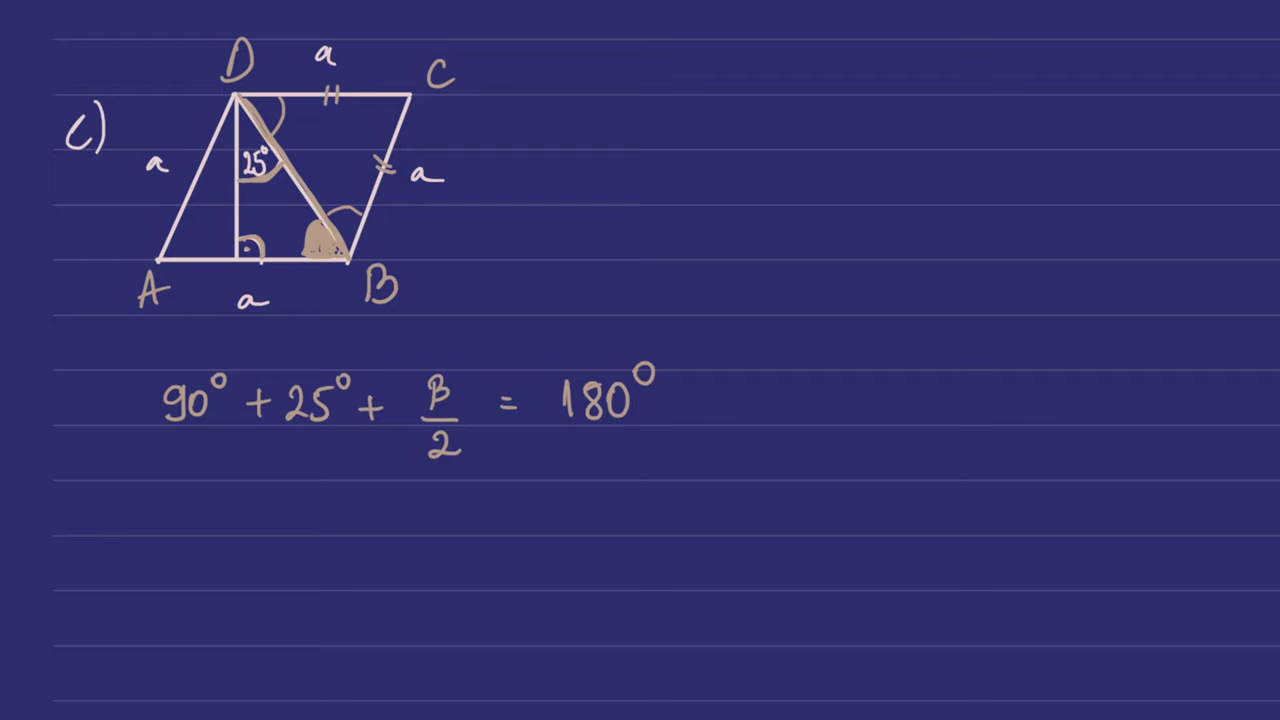 c)
D
a
C
a
25°
a
A
a
B
90° + 25° + β/2 = 180°